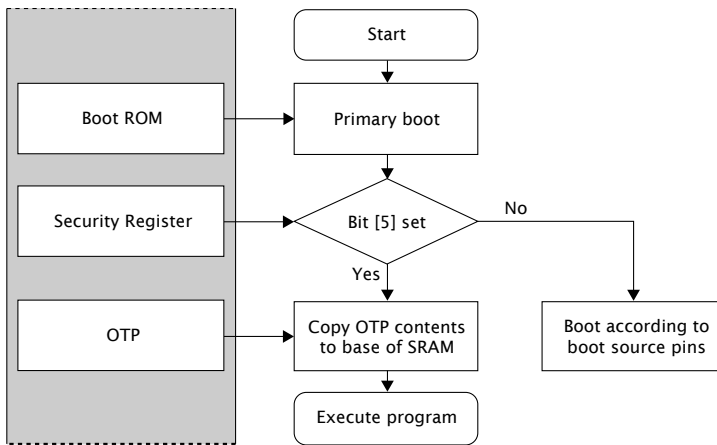 Start
Boot ROM
Primary boot
Security Register
Bit [5] set
No
Yes
OTP
Copy OTP contents
to base of SRAM
Boot according to
boot source pins
Execute program